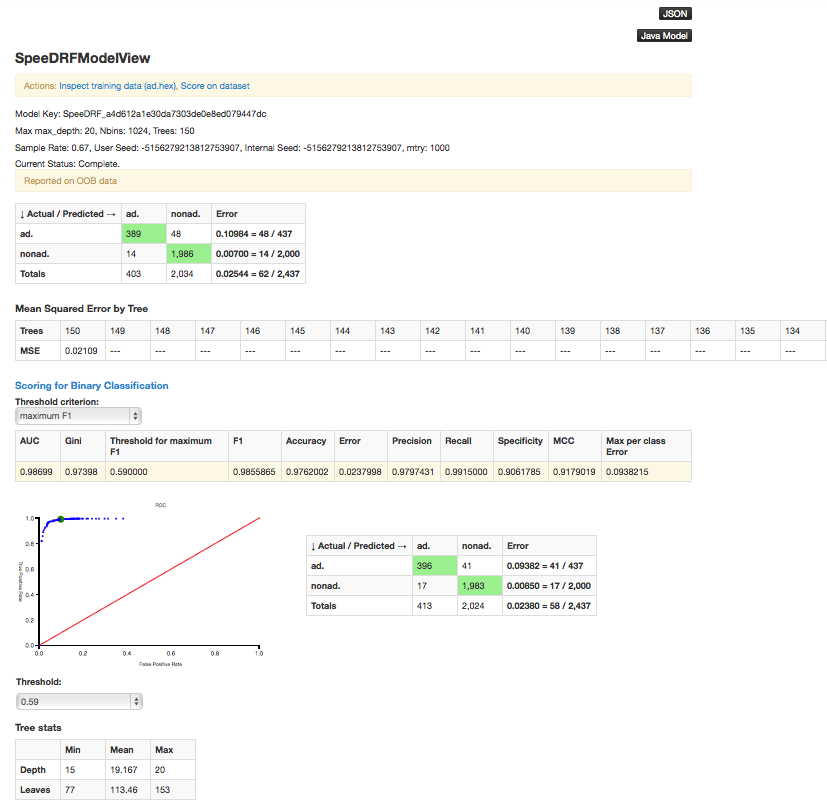 JSON
Java Model
SpeeDRFModelView
Actions: Inspect training data (ad.hex), Score on dataset
Model Key: SpeeDRF_a4d612a1e30da7303de0e8ed079447dc
Max max_depth: 20, Nbins: 1024, Trees: 150
Sample Rate: 0.67, User Seed: -5156279213812753907, Internal Seed: -5156279213812753907, mtry: 1000
Current Status: Complete.
Reported on OOB data
↓ Actual / Predicted → ad. nonad. Error
ad. 389 48 0.10984 = 48 / 437
nonad. 14 1,986 0.00700 = 14 / 2,000
Totals 403 2,034 0.02544 = 62 / 2,437
Mean Squared Error by Tree
Trees 150 149 148 147 146 145 144 143 142 141 140 139 138 137 136 135 134
MSE 0.02109 --- --- --- --- --- --- --- --- --- --- --- --- --- --- --- ---
Scoring for Binary Classification
Threshold criterion:
maximum F1
AUC Gini Threshold for maximum F1 F1 Accuracy Error Precision Recall Specificity MCC Max per class Error
0.98699 0.97398 0.590000 0.9855865 0.9762002 0.0237998 0.9797431 0.9915000 0.9061785 0.9179019 0.0938215
ROC
1.0
0.8
0.6
0.4
0.2
0.0
True Positive Rate
0.0 0.2 0.4 0.6 0.8 1.0
False Positive Rate
↓ Actual / Predicted → ad. nonad. Error
ad. 396 41 0.09382 = 41 / 437
nonad. 17 1,983 0.00850 = 17 / 2,000
Totals 413 2,024 0.02380 = 58 / 2,437
Threshold:
0.59
Tree stats
Min Mean Max
Depth 15 19.167 20
Leaves 77 113.46 153